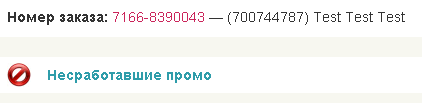 Номер заказа: 7166-8390043 — (700744787) Test Test Test
Несработавшие промо